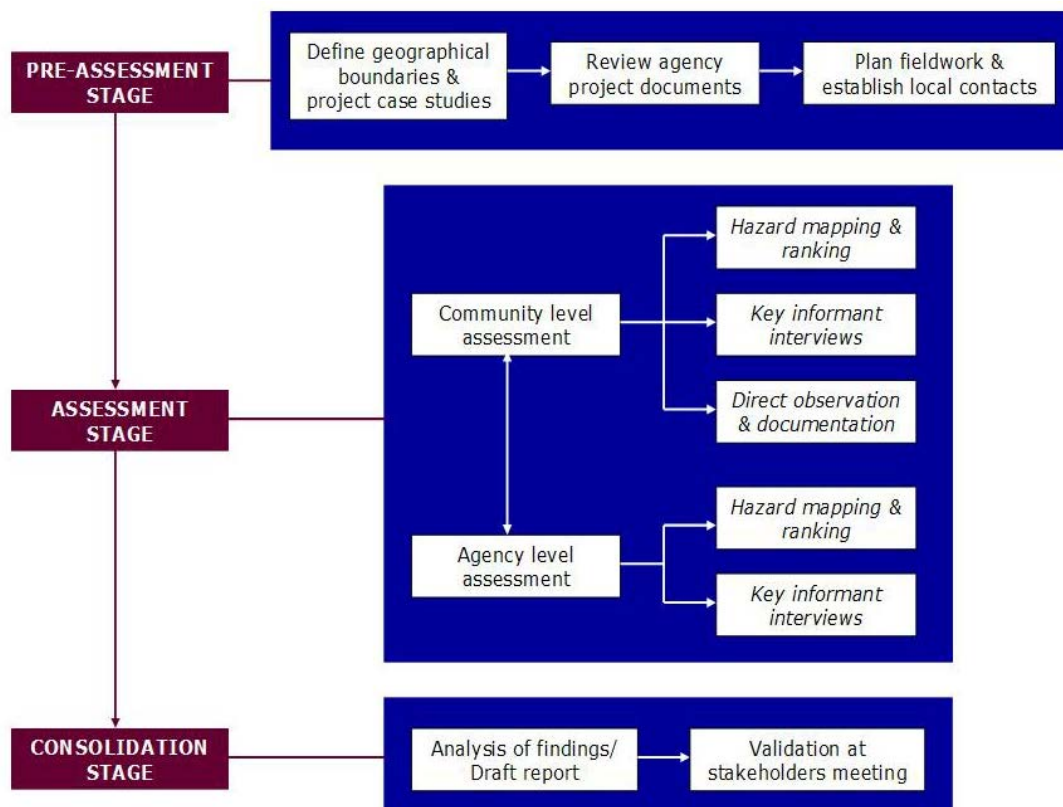 PRE-ASSESSMENT
STAGE
Define geographical
boundaries &
project case studies
Review agency
project documents
Plan fieldwork &
establish local contacts
ASSESSMENT
STAGE
Community level
assessment
Hazard mapping &
ranking
Key informant
interviews
Direct observation
& documentation
Agency level
assessment
Hazard mapping &
ranking
Key informant
interviews
CONSOLIDATION
STAGE
Analysis of findings/
Draft report
Validation at
stakeholders meeting